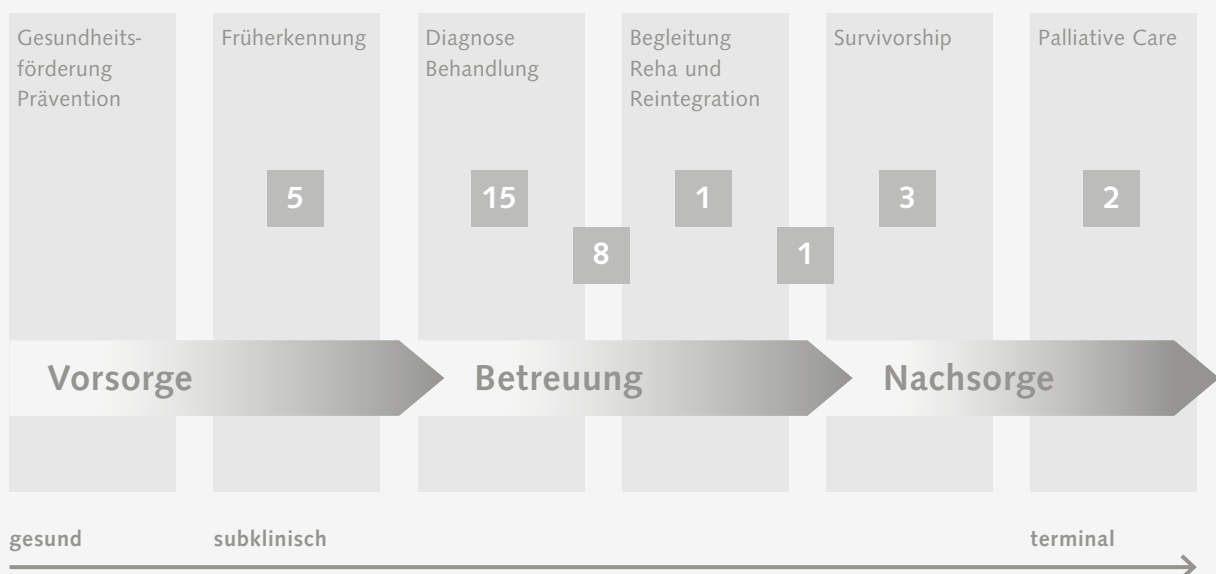 Gesundheits-
förderung
Prävention
Früherkennung
Diagnose
Behandlung
Begleitung
Reha und
Reintegration
Survivorship
Palliative Care
5
15
1
3
2
8
1
Vorsorge
Betreuung
Nachsorge
gesund
subklinisch
terminal